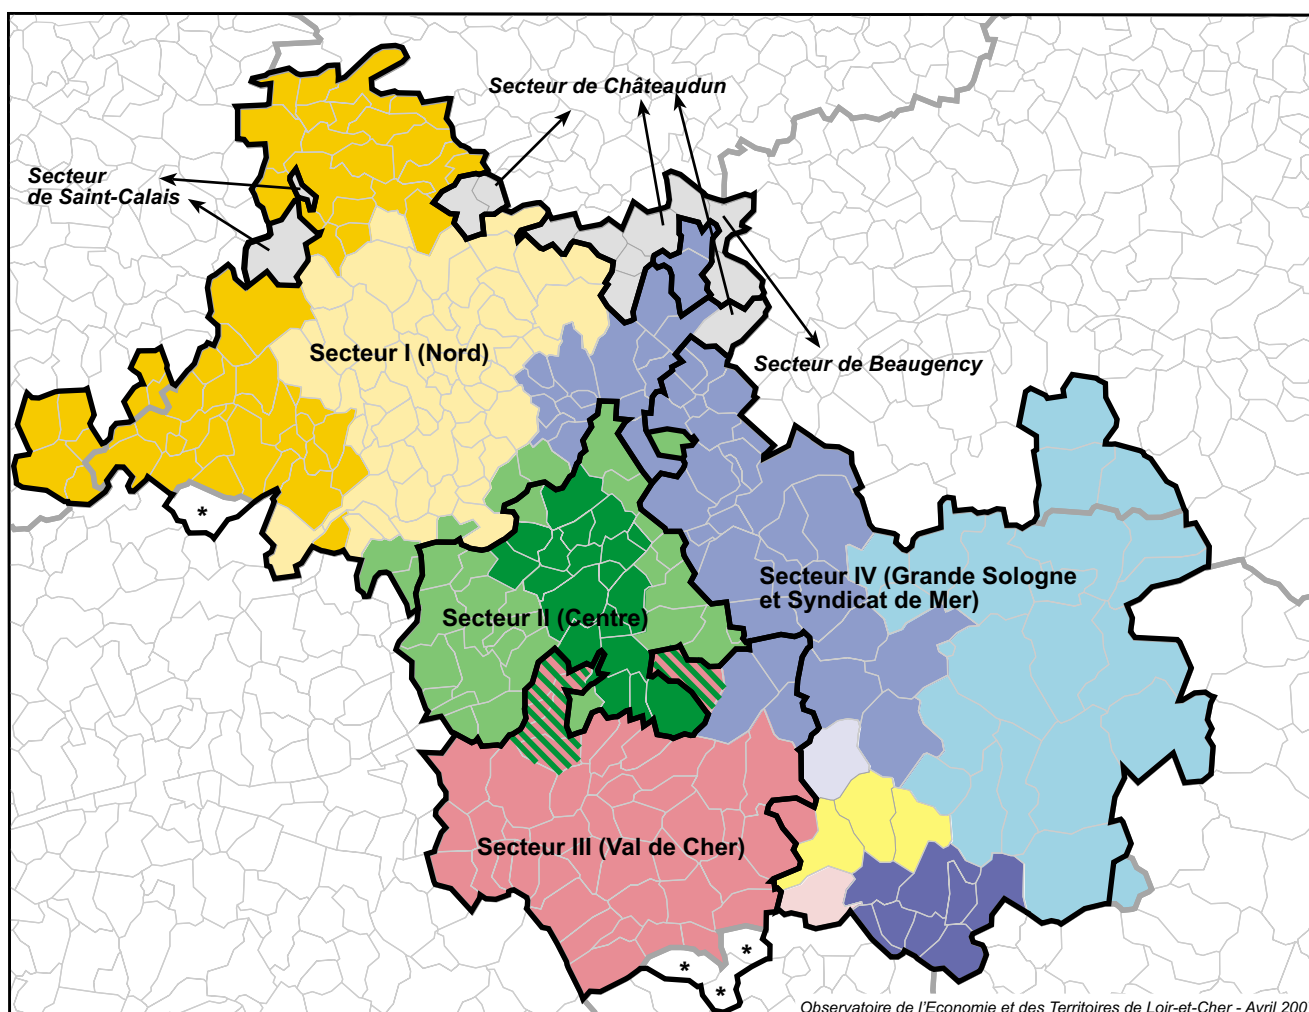 Secteur de Châteaudun
Secteur
de Saint-Calais
Secteur I (Nord)
Secteur de Beaugency
*
Secteur IV (Grande Sologne
et Syndicat de Mer)
Secteur II (Centre)
Secteur III (Val de Cher)
*
*
*
Observatoire de l'Economie et des Territoires de Loir-et-Cher - Avril 200